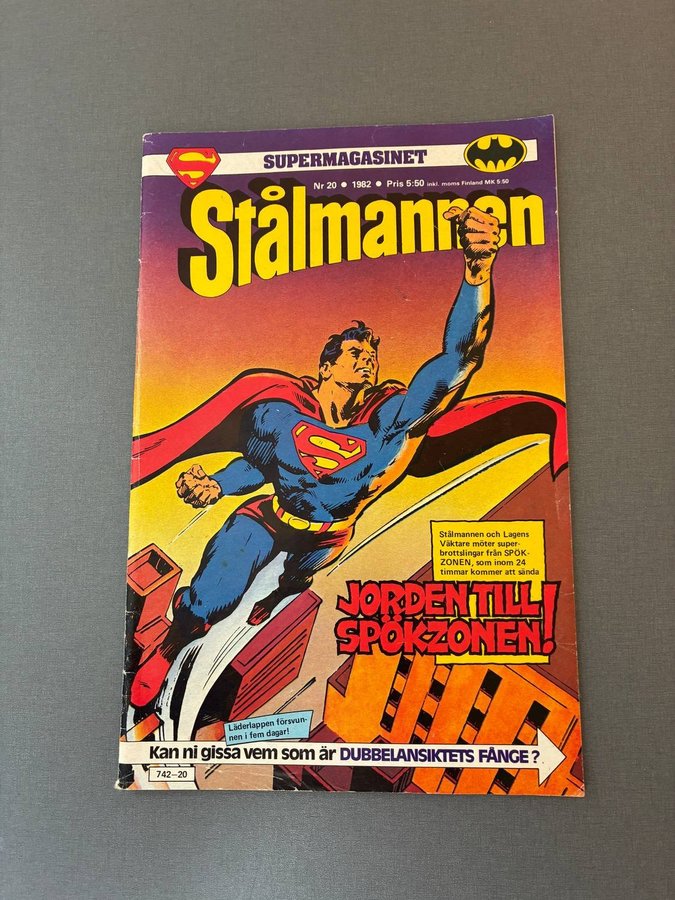 SUPERMAGASINET
Nr 20 • 1982 • Pris 5:50 inkl. moms Finland MK 5:50
Stålmannen
S
Stålmannen och Lagens
Väktare möter super-
brottslingar från SPÖK-
ZONEN, som inom 24
timmar kommer att sända
JORDEN TILL
SPÖKZONEN!
Läderlappen försvun-
nen i fem dagar!
Kan ni gissa vem som är DUBBELANSIKTETS FÅNGE?
742—20